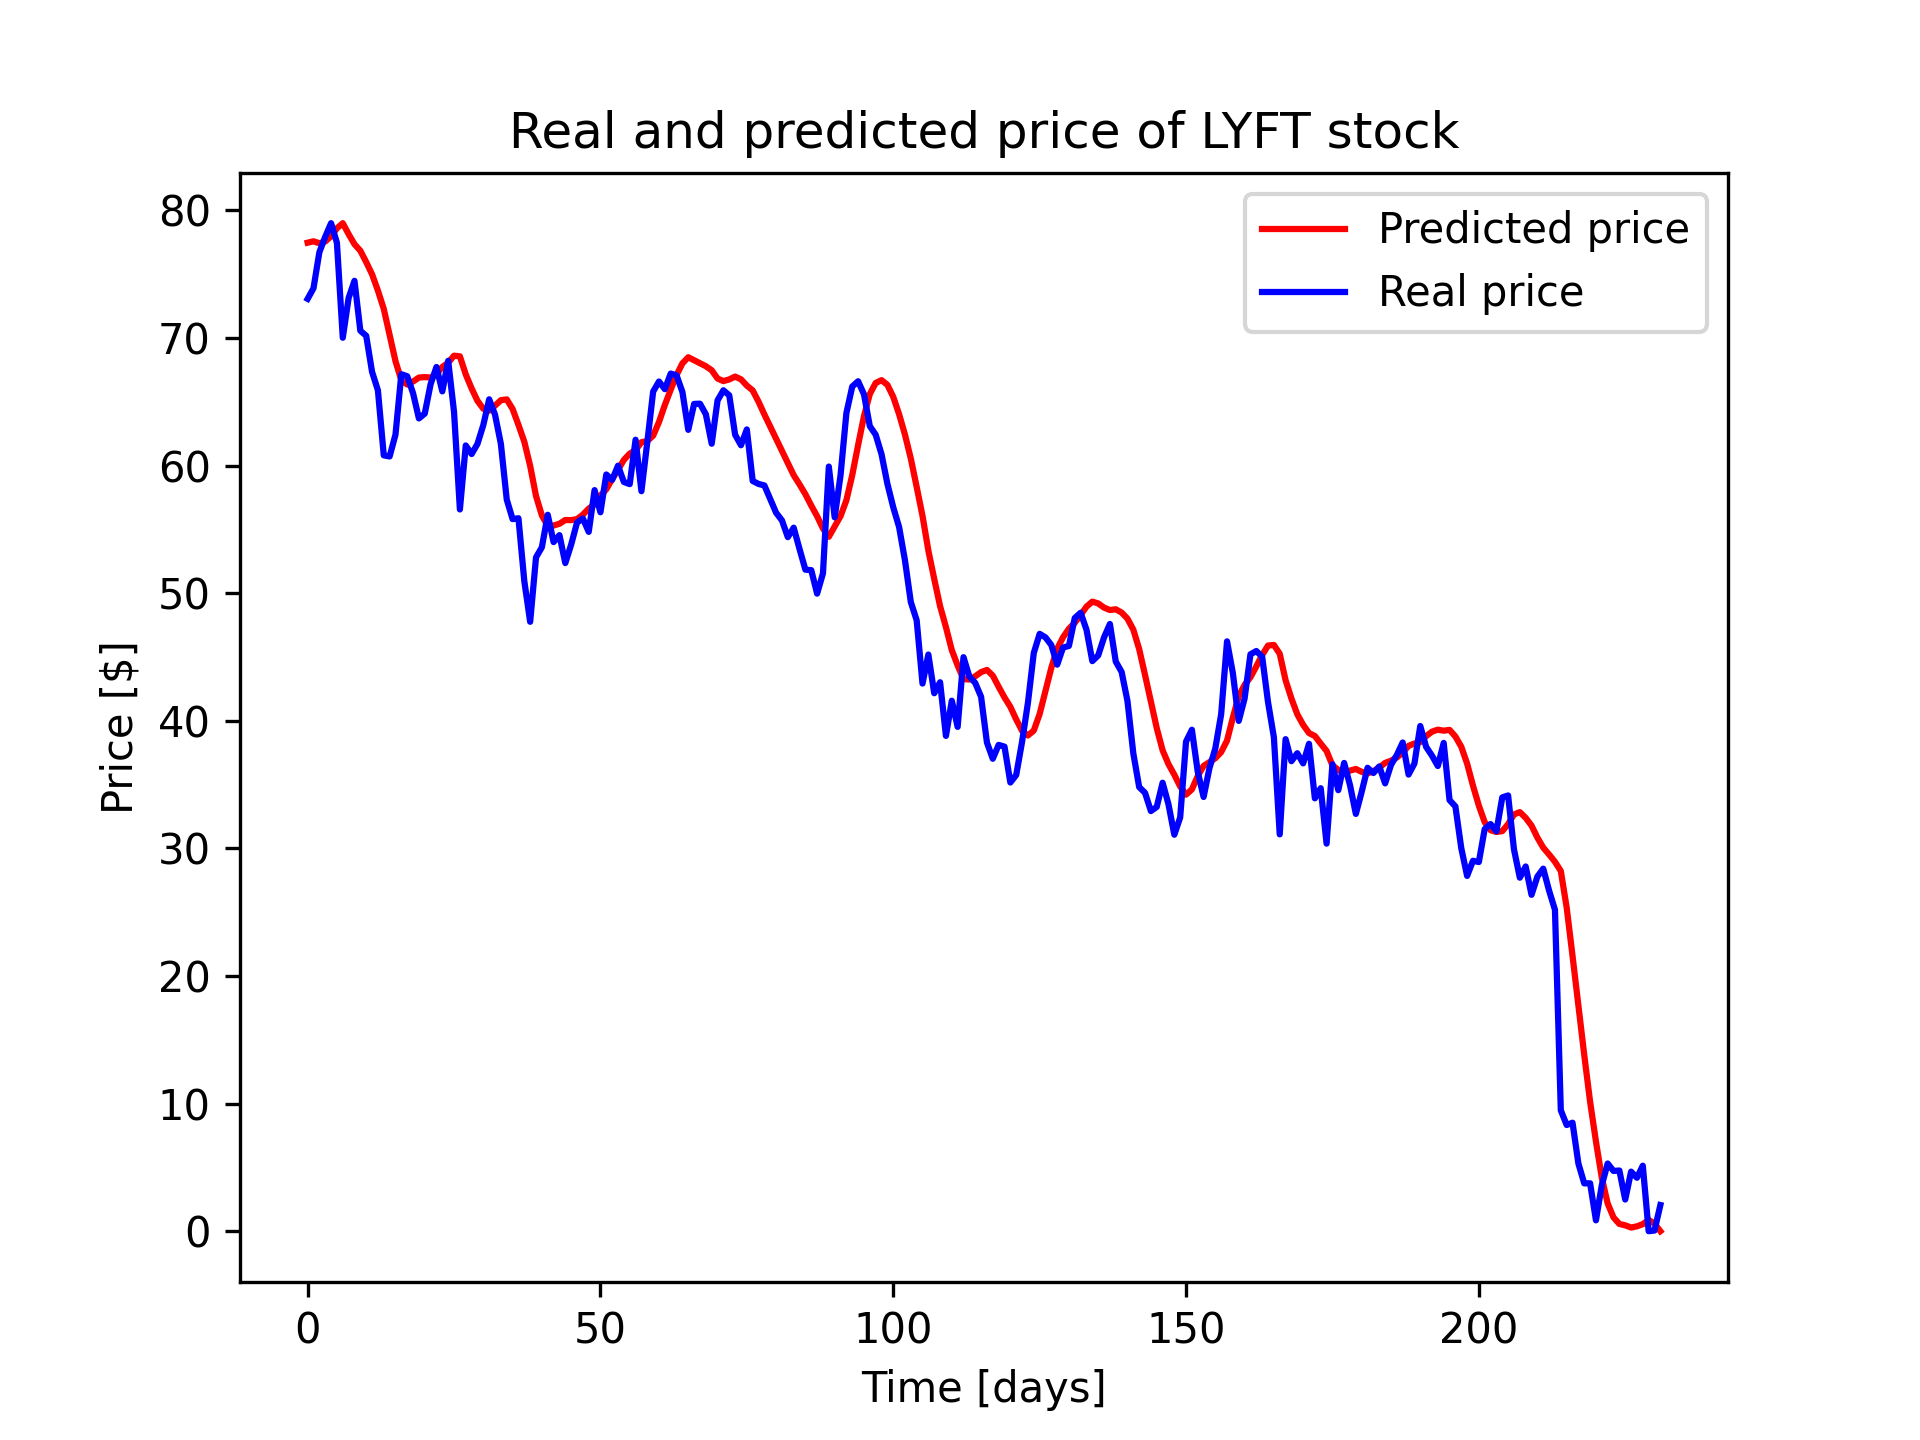 Real and predicted price of LYFT stock
Predicted price
Real price
Price [$]
80
70
60
50
40
30
20
10
0
0 50 100 150 200
Time [days]